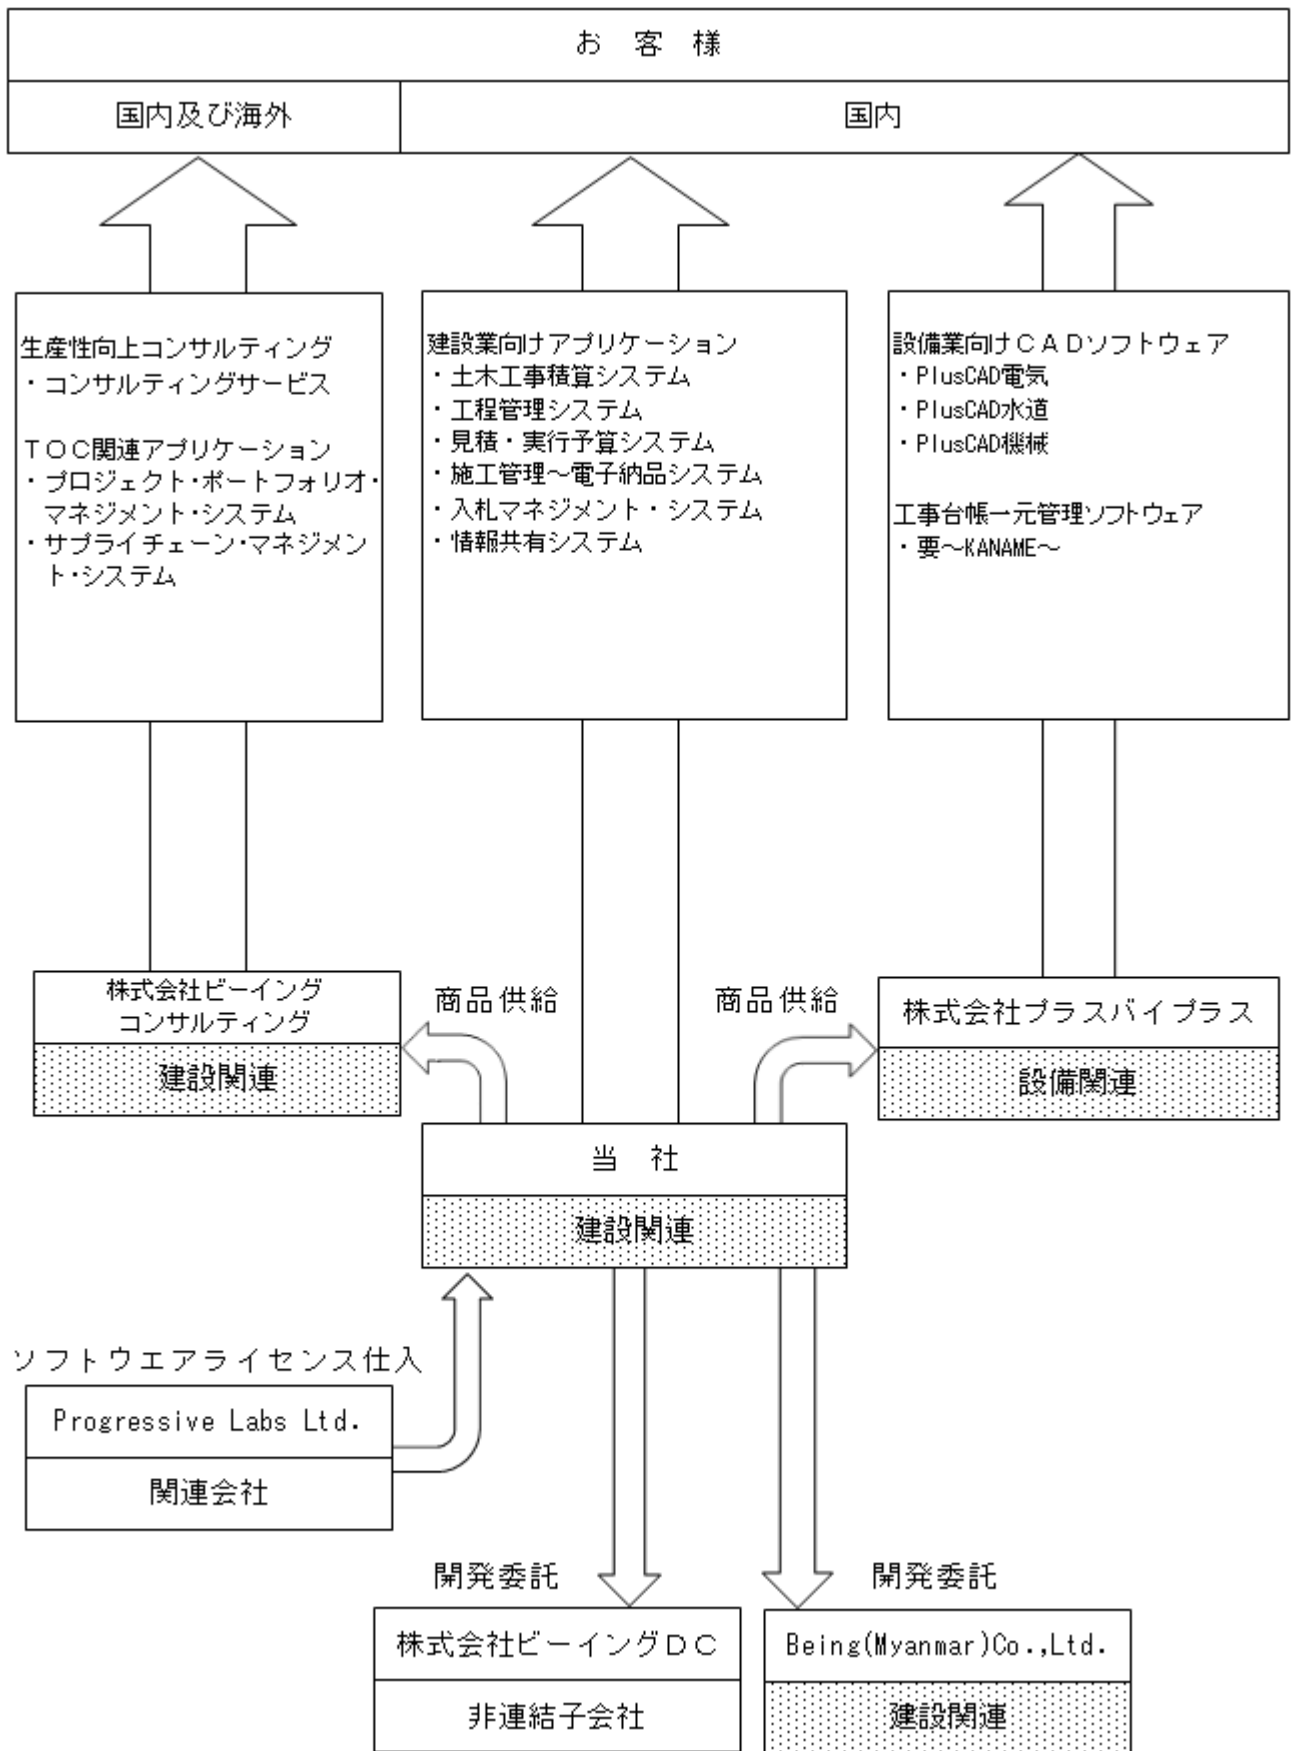 お　客　様
国内及び海外
国内
生産性向上コンサルティング
・コンサルティングサービス
ＴＯＣ関連アプリケーション
・プロジェクト・ポートフォリオ・
マネジメント・システム
・サプライチェーン・マネジメン
ト・システム
建設業向けアプリケーション
・土木工事積算システム
・工程管理システム
・見積・実行予算システム
・施工管理～電子納品システム
・入札マネジメント・システム
・情報共有システム
設備業向けＣＡＤソフトウェア
・PlusCAD電気
・PlusCAD水道
・PlusCAD機械
工事台帳一元管理ソフトウェア
・要～KANAME～
株式会社ビーイング
コンサルティング
建設関連
商品供給
商品供給
株式会社プラスバイプラス
設備関連
当　社
建設関連
ソフトウエアライセンス仕入
Progressive Labs Ltd.
関連会社
開発委託
開発委託
株式会社ビーイングＤＣ
非連結子会社
Being(Myanmar)Co.,Ltd.
建設関連